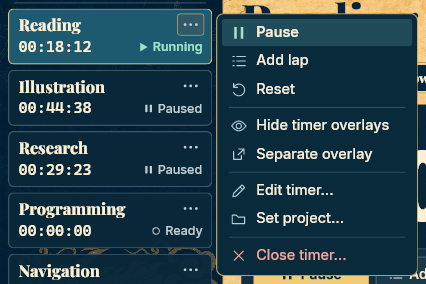 Reading
00:18:12
Running
Illustration
00:44:38
Paused
Research
00:29:23
Paused
Programming
00:00:00
Ready
Navigation
Pause
Add lap
Reset
Hide timer overlays
Separate overlay
Edit timer...
Set project...
Close timer...
Pause